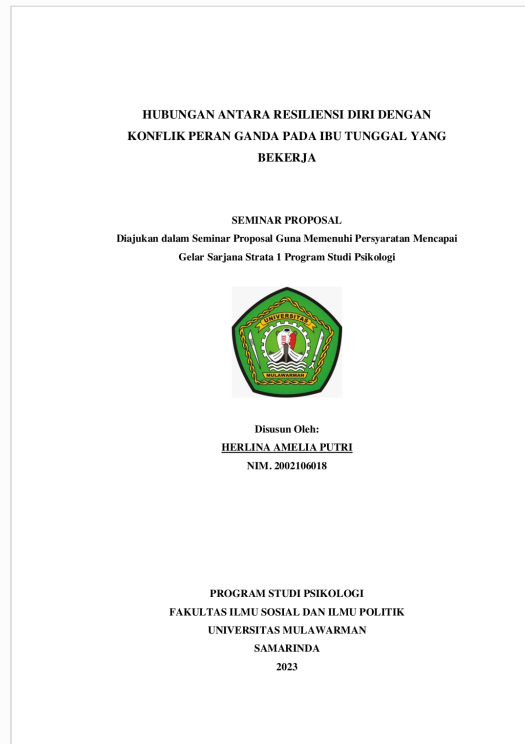 HUBUNGAN ANTARA RESILIENSI DIRI DENGAN
KONFLIK PERAN GANDA PADA IBU TUNGGAL YANG
BEKERJA
SEMINAR PROPOSAL
Diajukan dalam Seminar Proposal Guna Memenuhi Persyaratan Mencapai
Gelar Sarjana Strata 1 Program Studi Psikologi
UNIVERSITAS
MULAWARMAN
Disusun Oleh:
HERLINA AMELIA PUTRI
NIM. 2002106018
PROGRAM STUDI PSIKOLOGI
FAKULTAS ILMU SOSIAL DAN ILMU POLITIK
UNIVERSITAS MULAWARMAN
SAMARINDA
2023